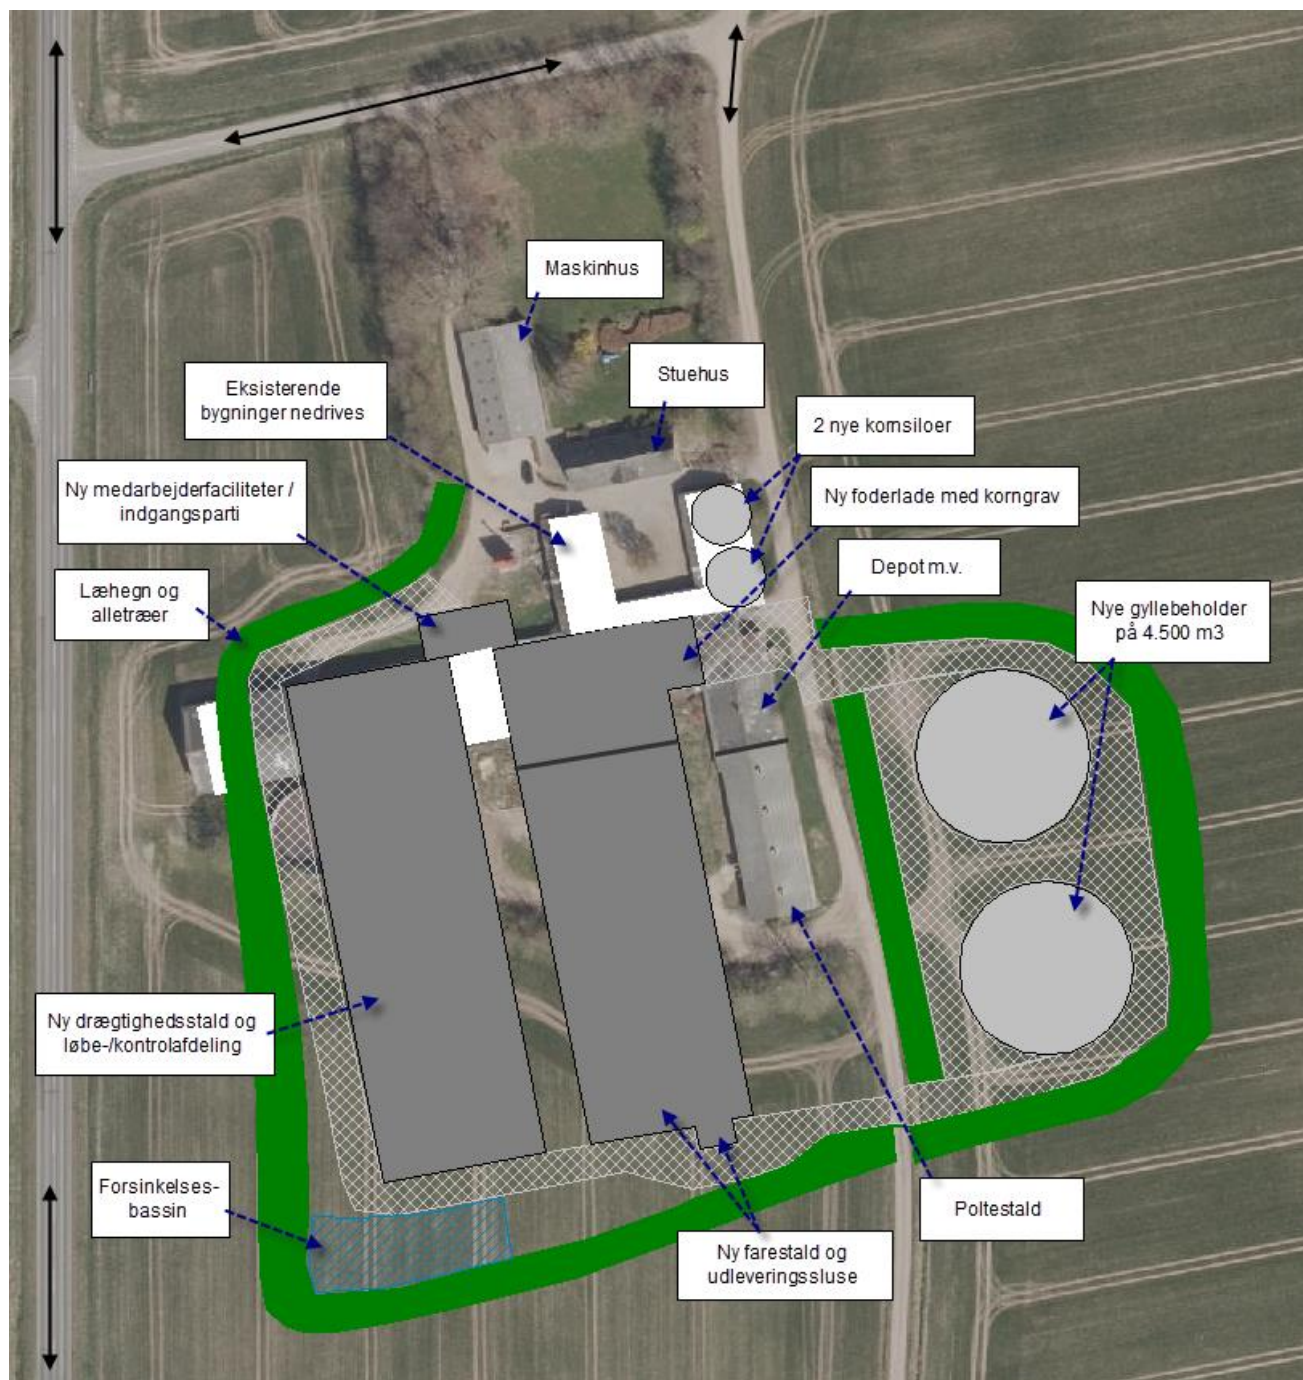 Maskinhus
Stuehus
Eksisterende
bygninger nedrives
2 nye kornsiloer
Ny medarbejderfaciliteter /
indgangsparti
Ny foderlade med korngrav
Depot m.v.
Læhegn og
alletræer
Nye gyllebeholder
på 4.500 m3
Ny drægtighedsstald og
løbe-/kontrolafdeling
Forsinkelses-
bassin
Poltestald
Ny farestald og
udleveringssluse